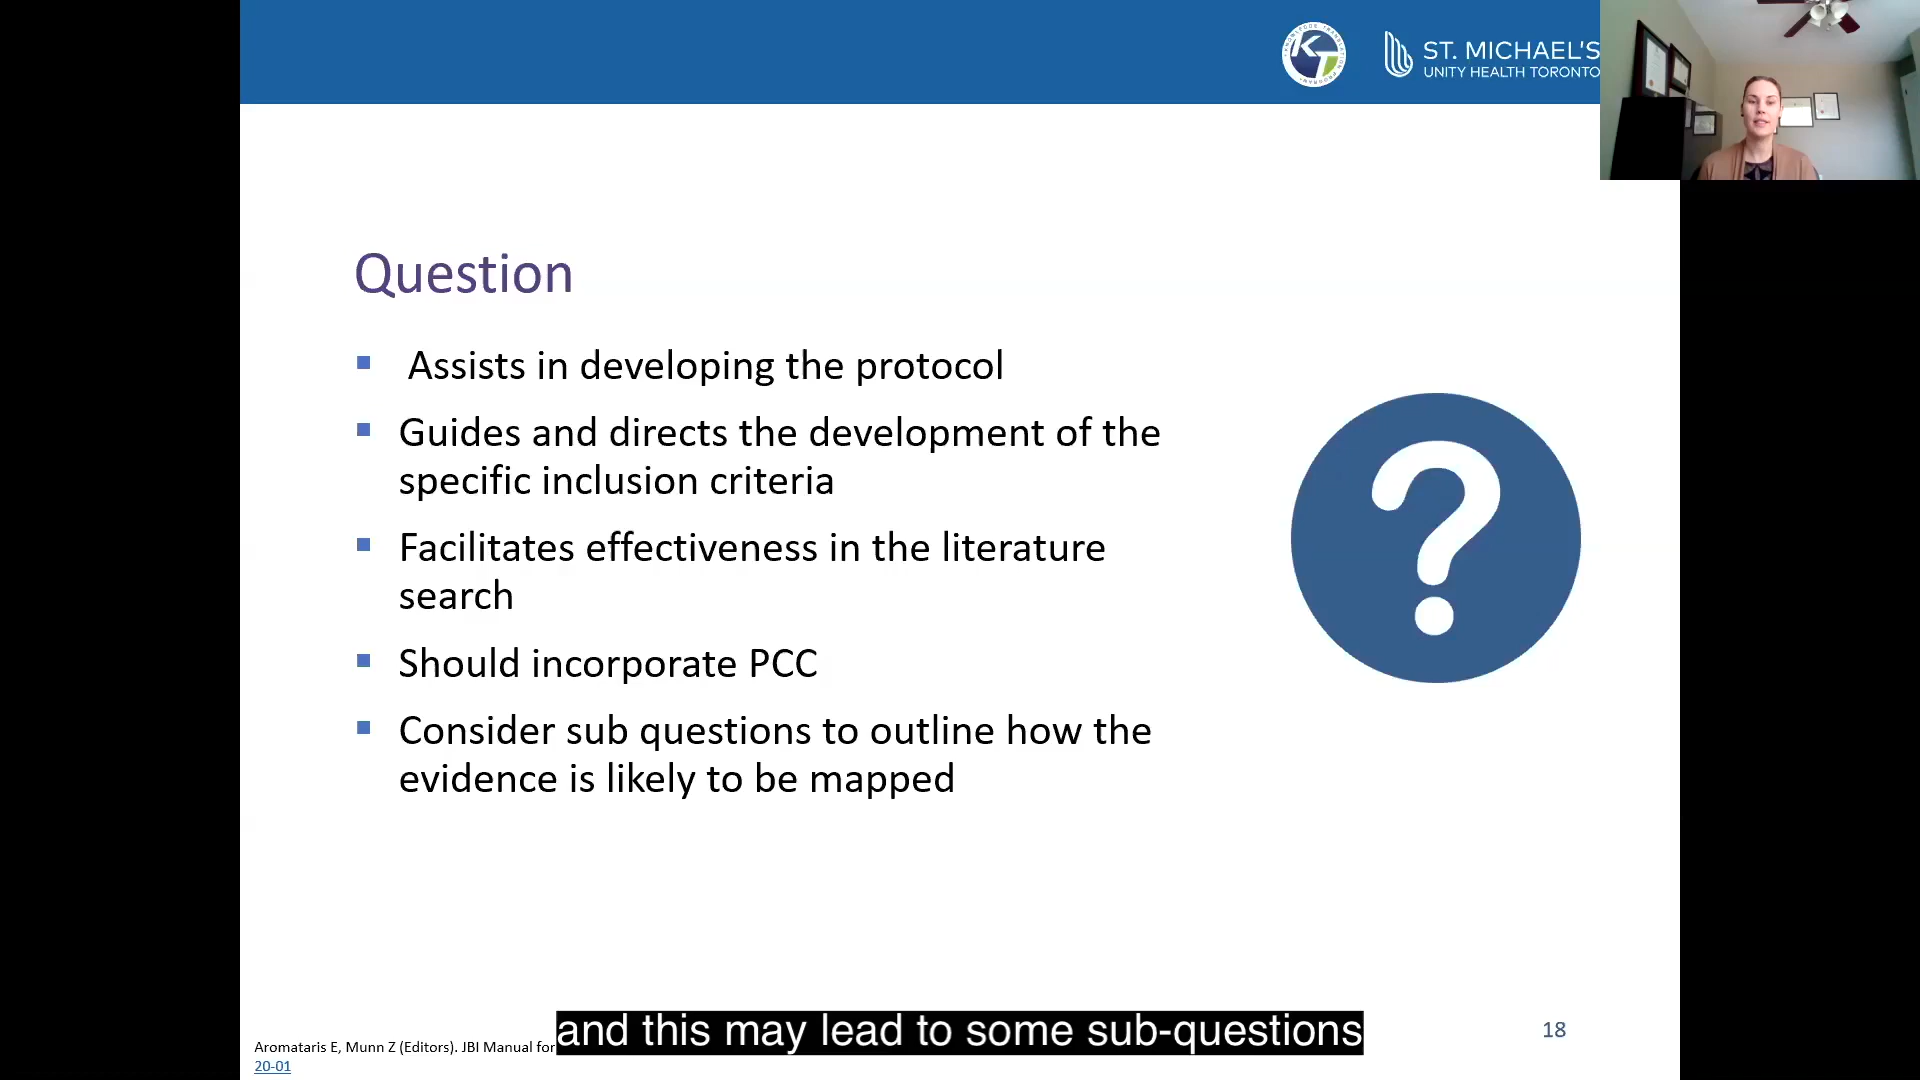 ST. MICHAEL'S
UNITY HEALTH TORONTO
Question
Assists in developing the protocol
Guides and directs the development of the
specific inclusion criteria
Facilitates effectiveness in the literature
search
Should incorporate PCC
Consider sub questions to outline how the
evidence is likely to be mapped
and this may lead to some sub-questions
18
Aromataris E, Munn Z (Editors). JBI Manual for
20-01